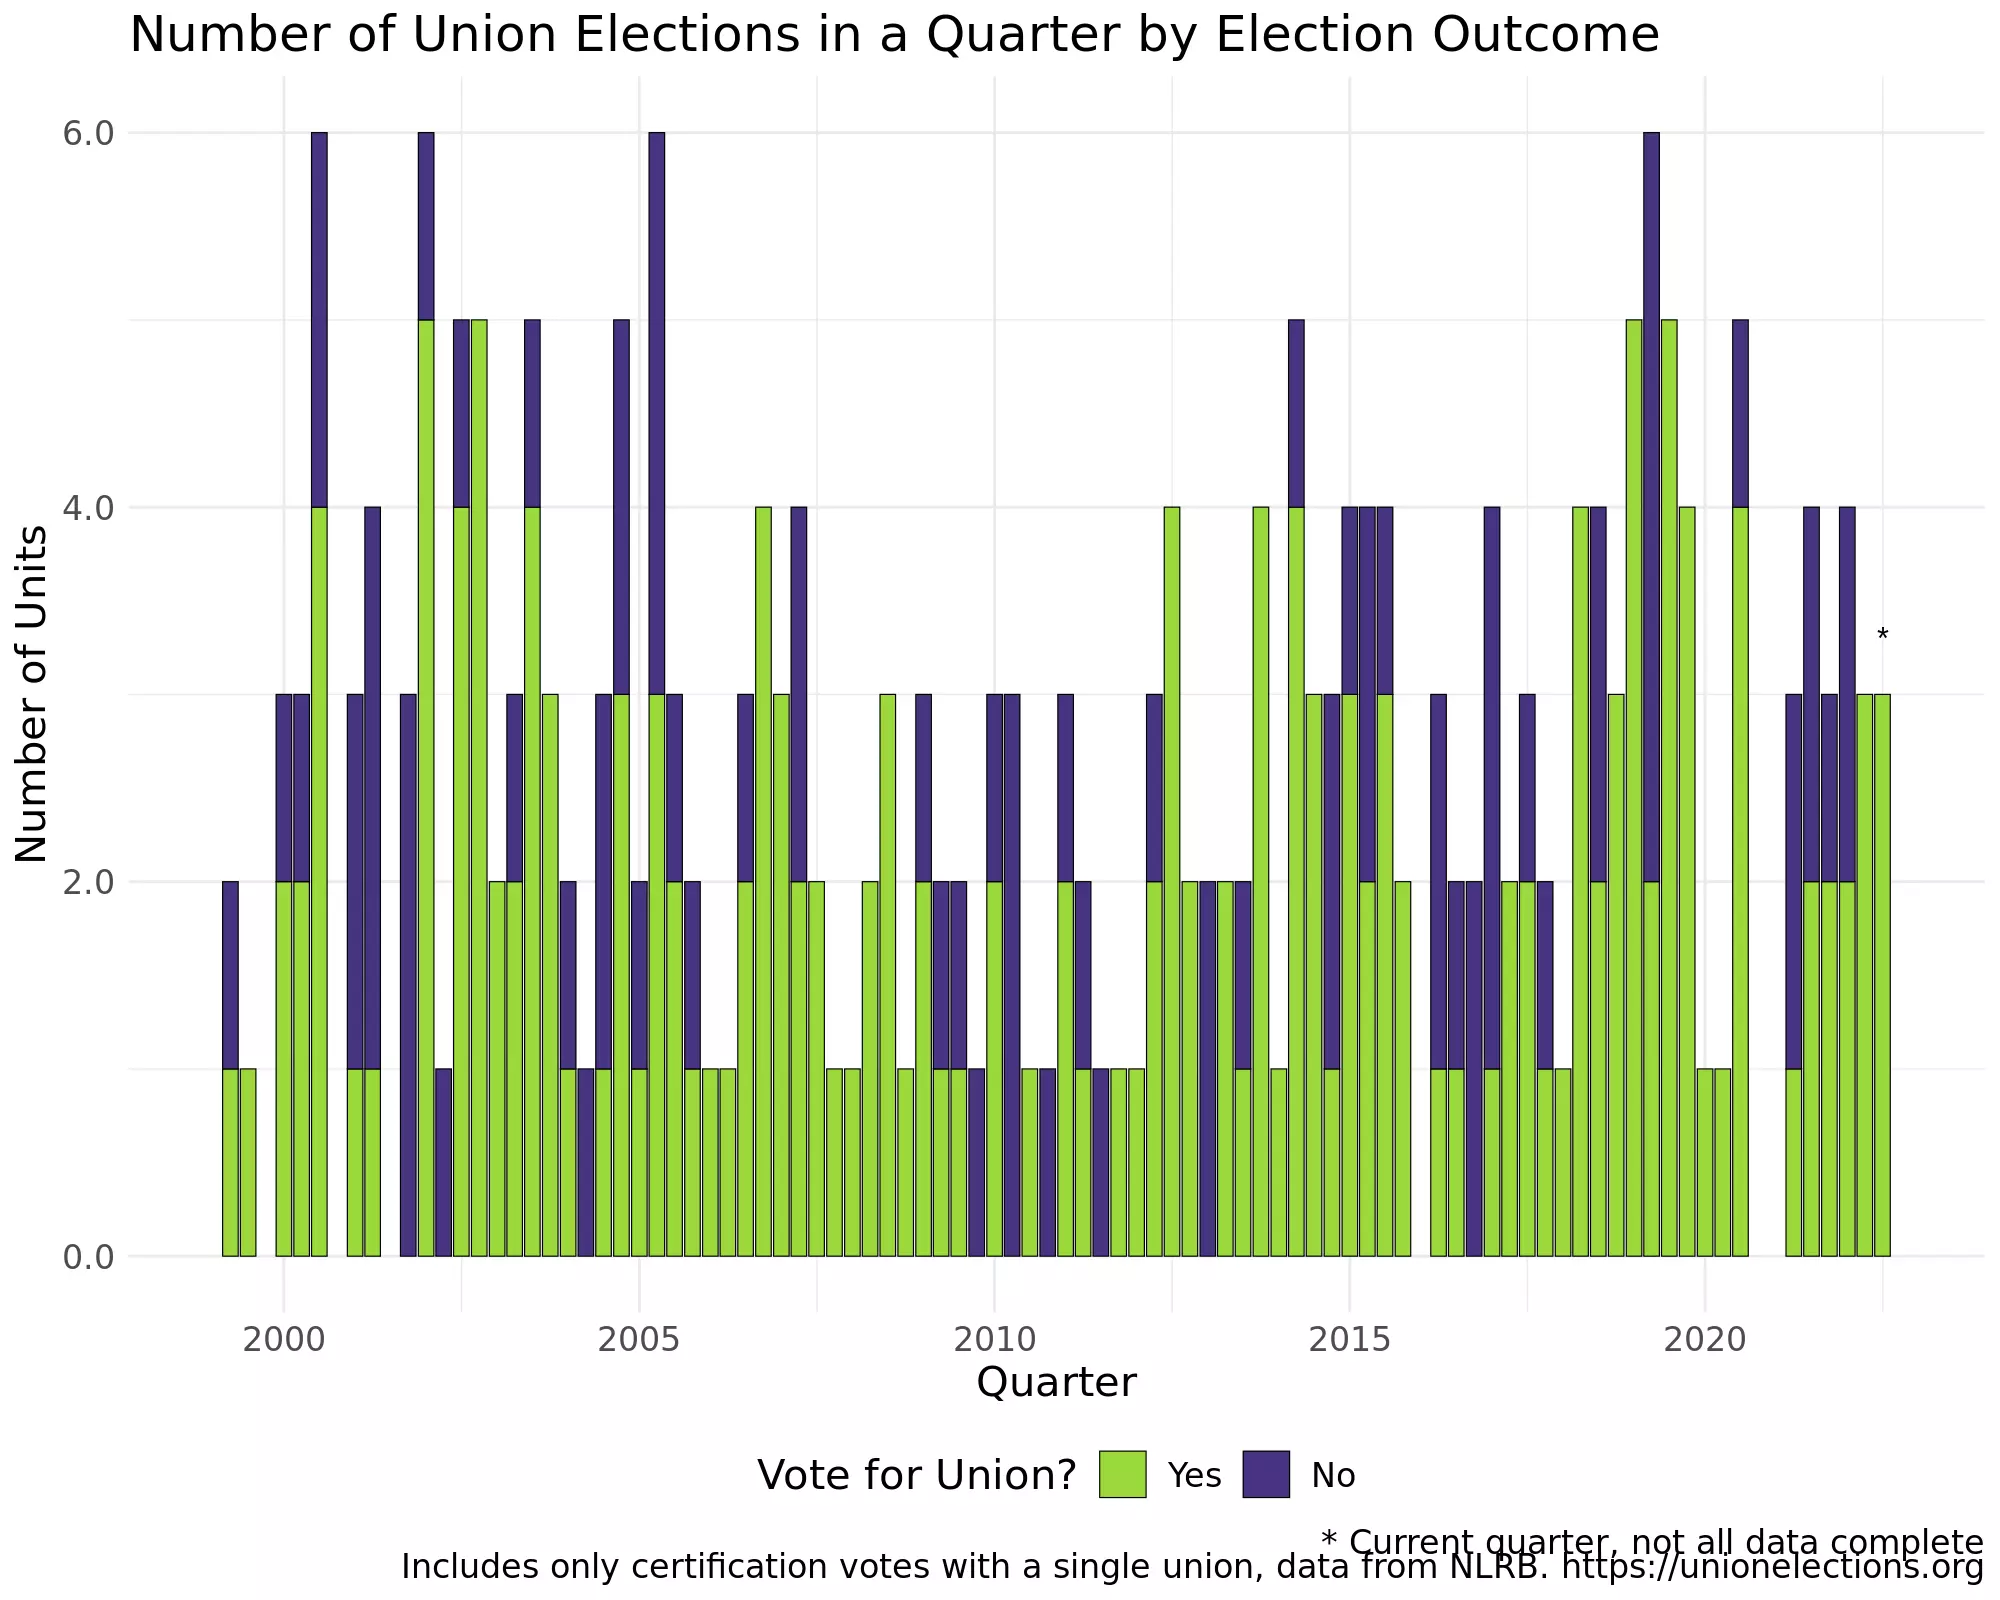 Number of Union Elections in a Quarter by Election Outcome
Number of Units
6.0
4.0
2.0
0.0
*
2000 2005 2010 2015 2020
Quarter
Vote for Union? Yes No
* Current quarter, not all data complete
Includes only certification votes with a single union, data from NLRB. https://unionelections.org